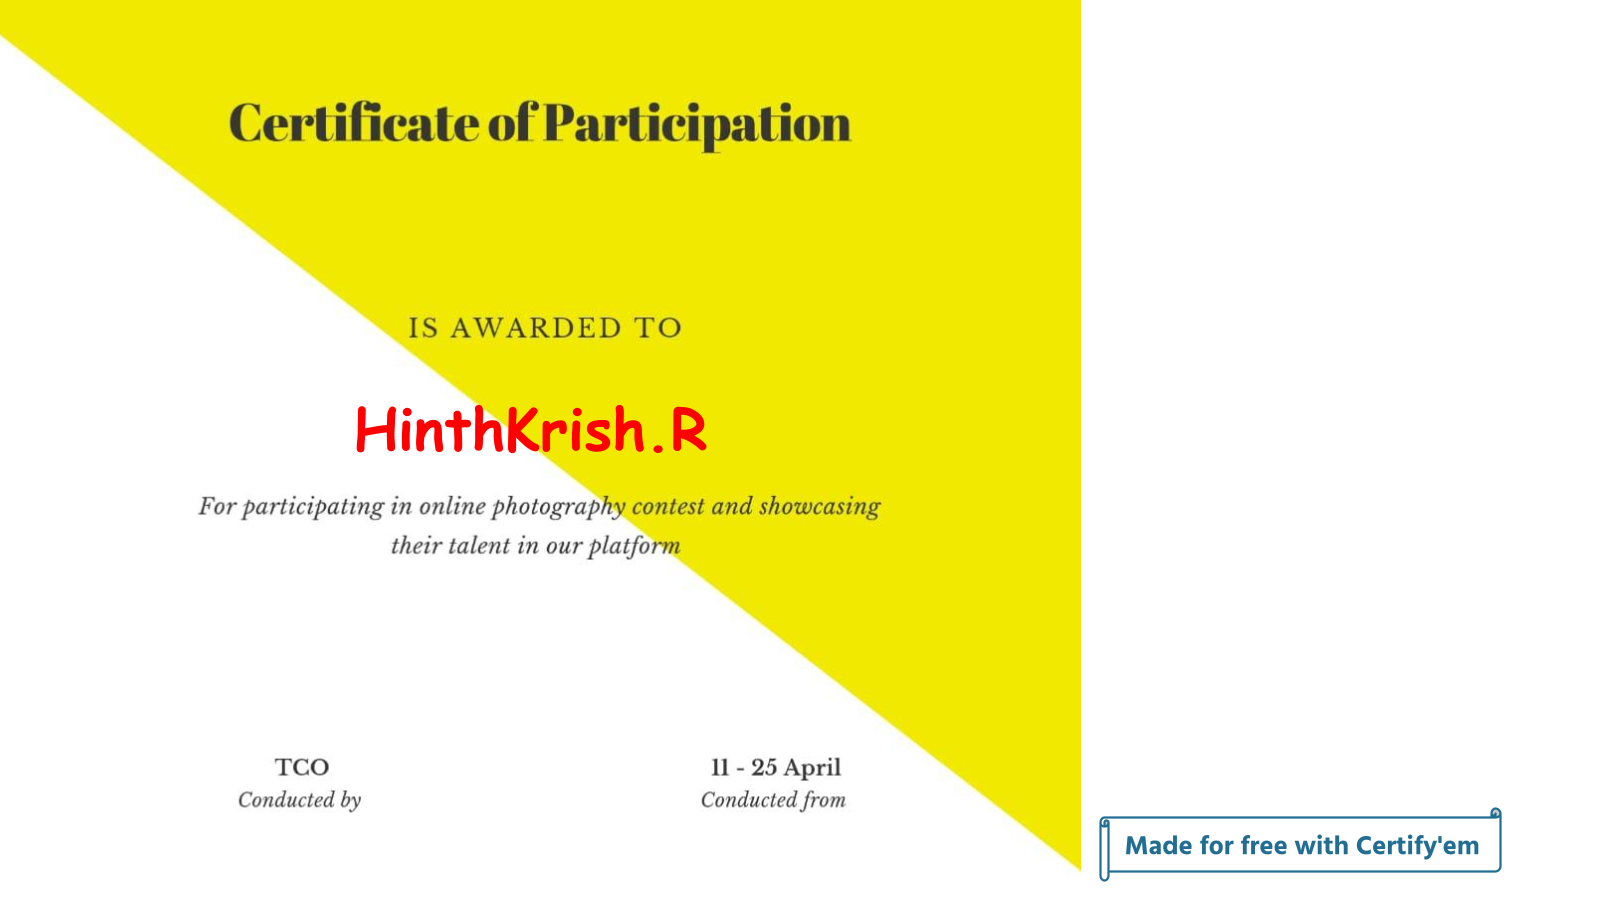 Certificate of Participation
IS AWARDED TO
HinthKrish.R
For participating in online photography contest and showcasing
their talent in our platform
TCO
Conducted by
11 - 25 April
Conducted from
Made for free with Certify'em